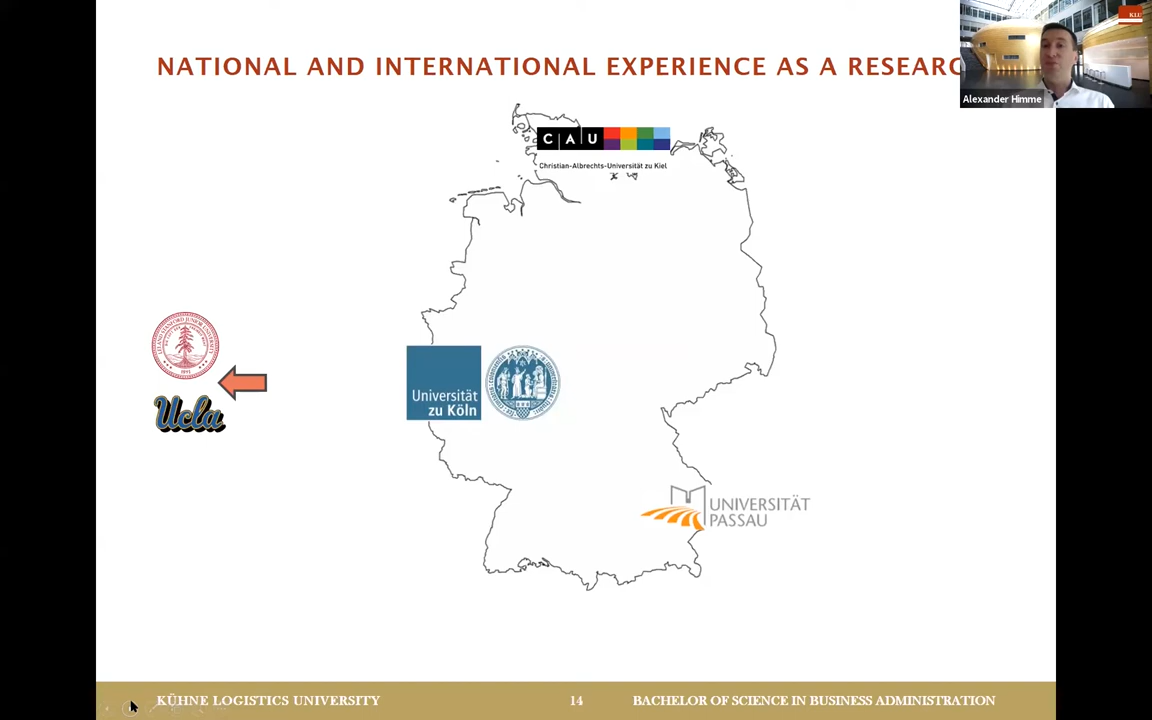 NATIONAL AND INTERNATIONAL EXPERIENCE AS A RESEARC
KLU
Alexander Himme
CAU
Christian-Albrechts-Universität zu Kiel
Universität
zu Köln
Ucla
UNIVERSITÄT
PASSAU
KÜHNE LOGISTICS UNIVERSITY
14
BACHELOR OF SCIENCE IN BUSINESS ADMINISTRATION